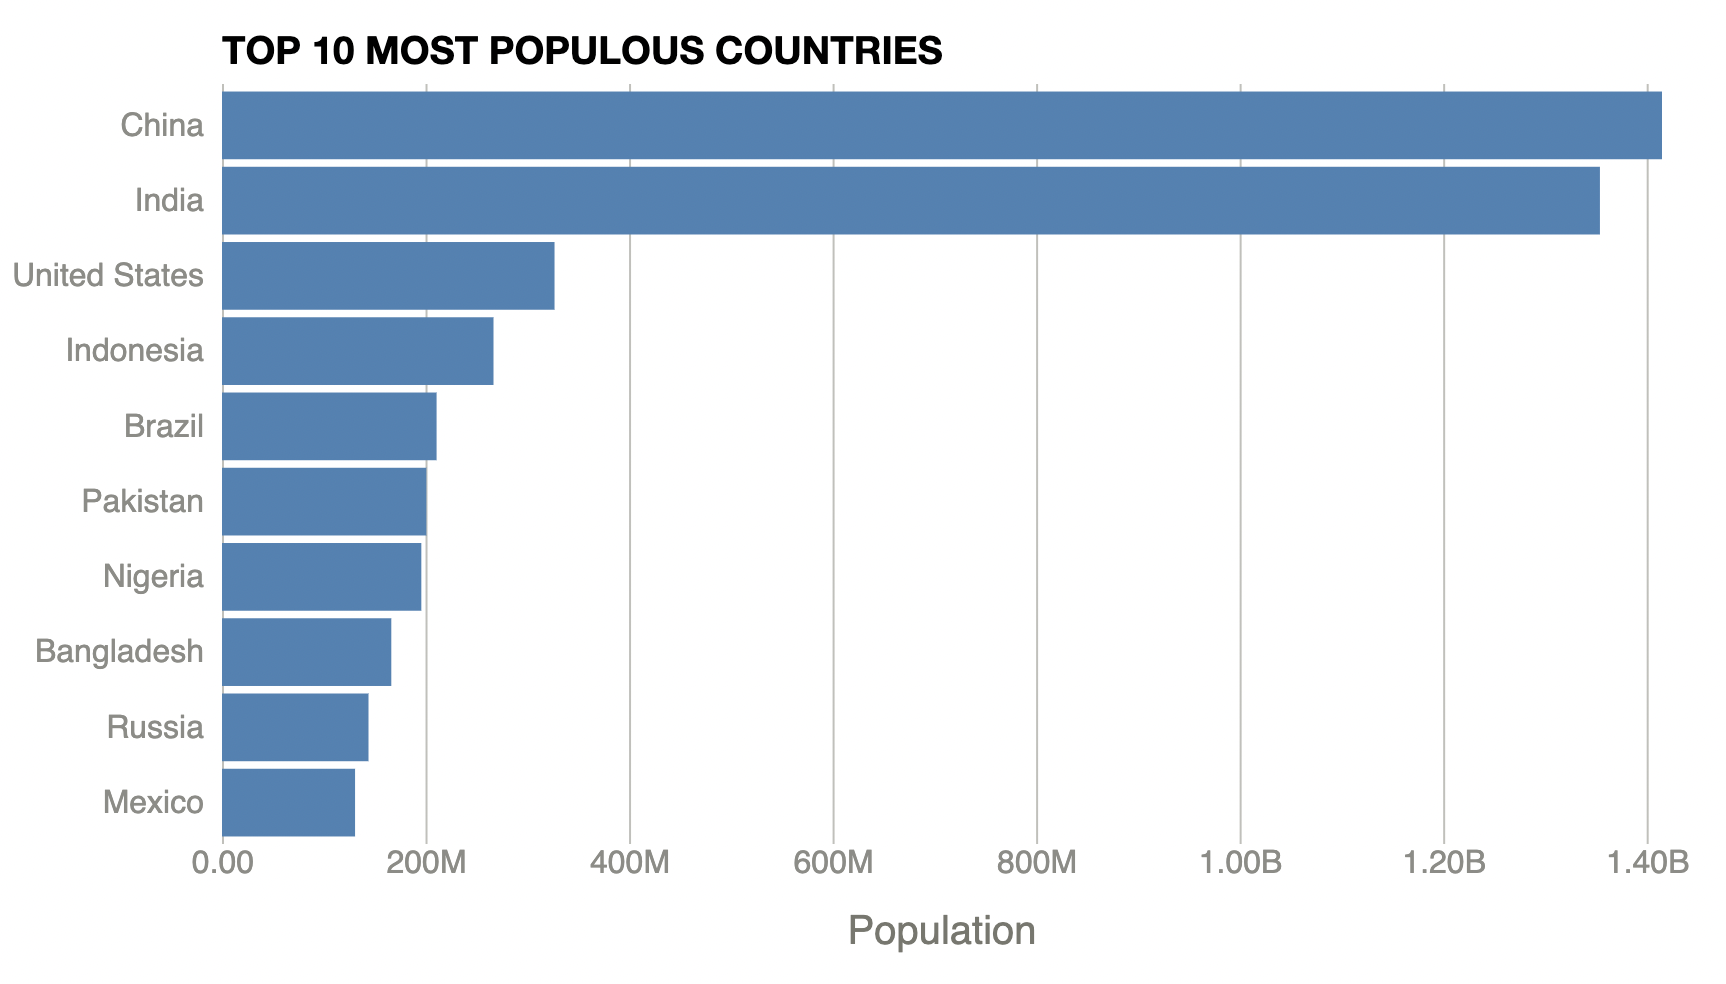 TOP 10 MOST POPULOUS COUNTRIES
China
India
United States
Indonesia
Brazil
Pakistan
Nigeria
Bangladesh
Russia
Mexico
0.00 200M 400M 600M 800M 1.00B 1.20B 1.40B
Population